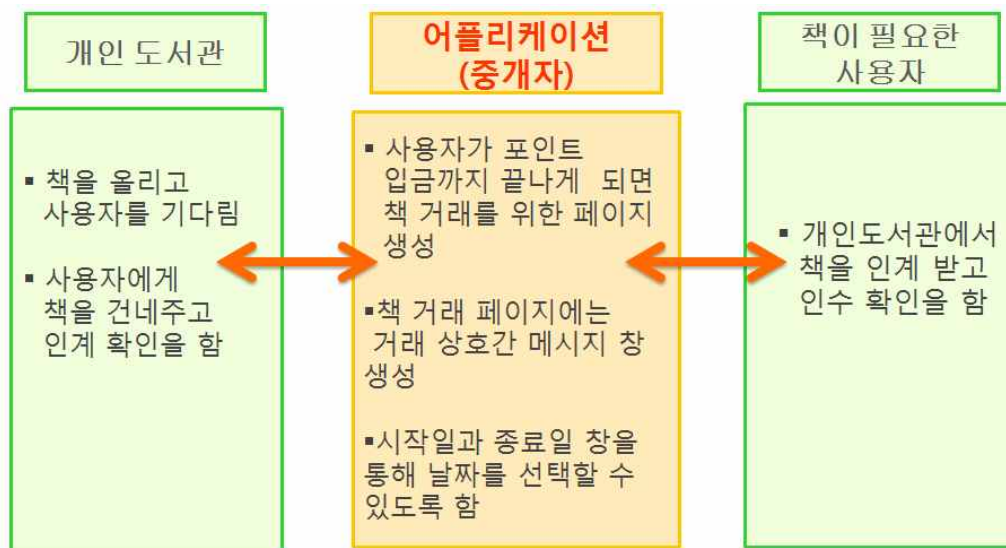 개인 도서관
▪ 책을 올리고
사용자를 기다림
▪ 사용자에게
책을 건네주고
인계 확인을 함
어플리케이션
(중개자)
▪ 사용자가 포인트
입금까지 끝나게 되면
책 거래를 위한 페이지
생성
▪책 거래 페이지에는
거래 상호간 메시지 창
생성
▪시작일과 종료일 창을
통해 날짜를 선택할 수
있도록 함
책이 필요한
사용자
▪ 개인도서관에서
책을 인계 받고
인수 확인을 함